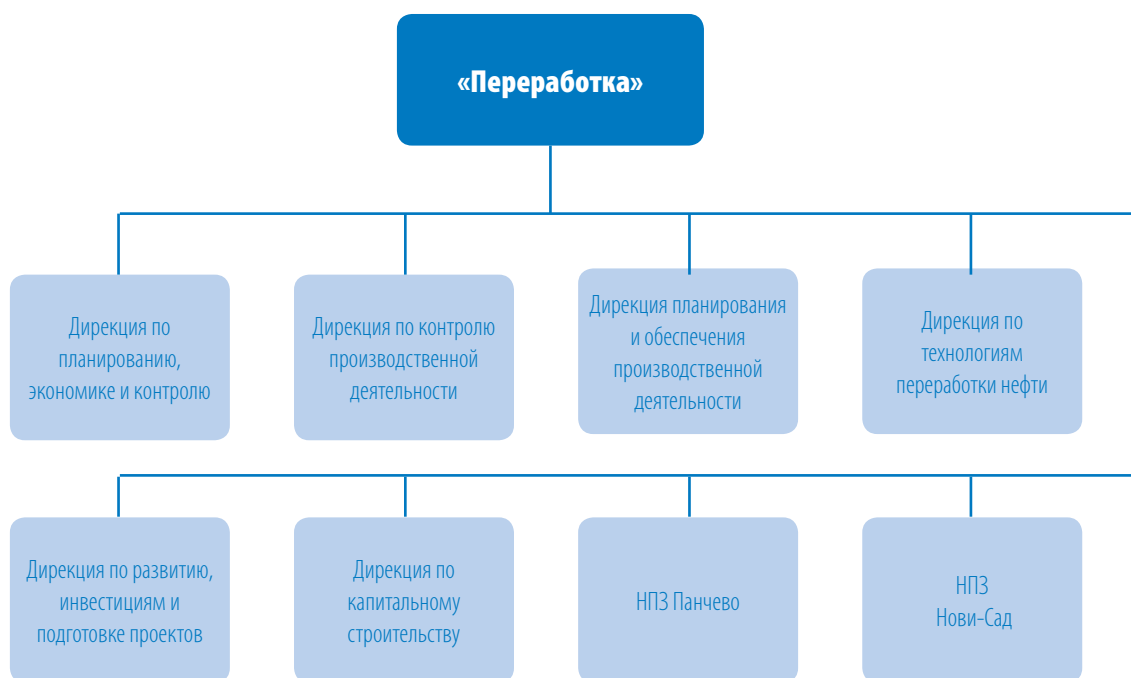 «Переработка»
Дирекция по
планированию,
экономике и контролю
Дирекция по контролю
производственной
деятельности
Дирекция планирования
и обеспечения
производственной
деятельности
Дирекция по
технологиям
переработки нефти
Дирекция по развитию,
инвестициям и
подготовке проектов
Дирекция по
капитальному
строительству
НПЗ Панчево
НПЗ
Нови-Сад